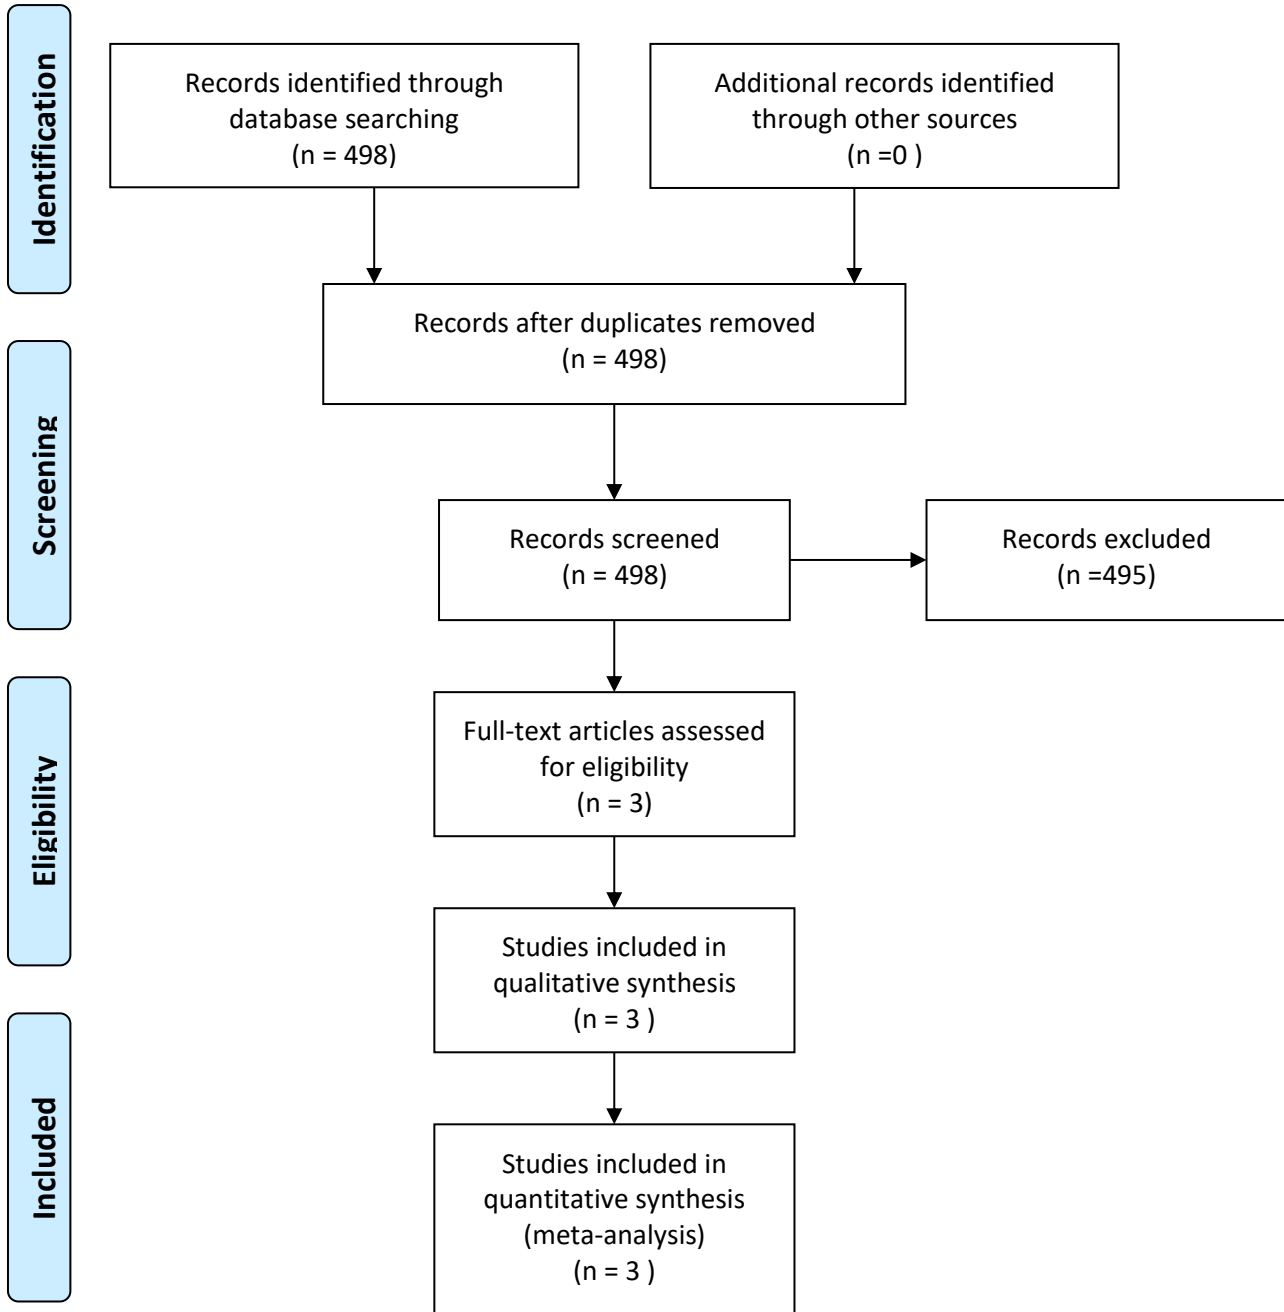 Identification
Records identified through
database searching
(n = 498)
Additional records identified
through other sources
(n =0 )
Records after duplicates removed
(n = 498)
Screening
Records screened
(n = 498)
Records excluded
(n =495)
Eligibility
Full-text articles assessed
for eligibility
(n = 3)
Studies included in
qualitative synthesis
(n = 3 )
Included
Studies included in
quantitative synthesis
(meta-analysis)
(n = 3 )